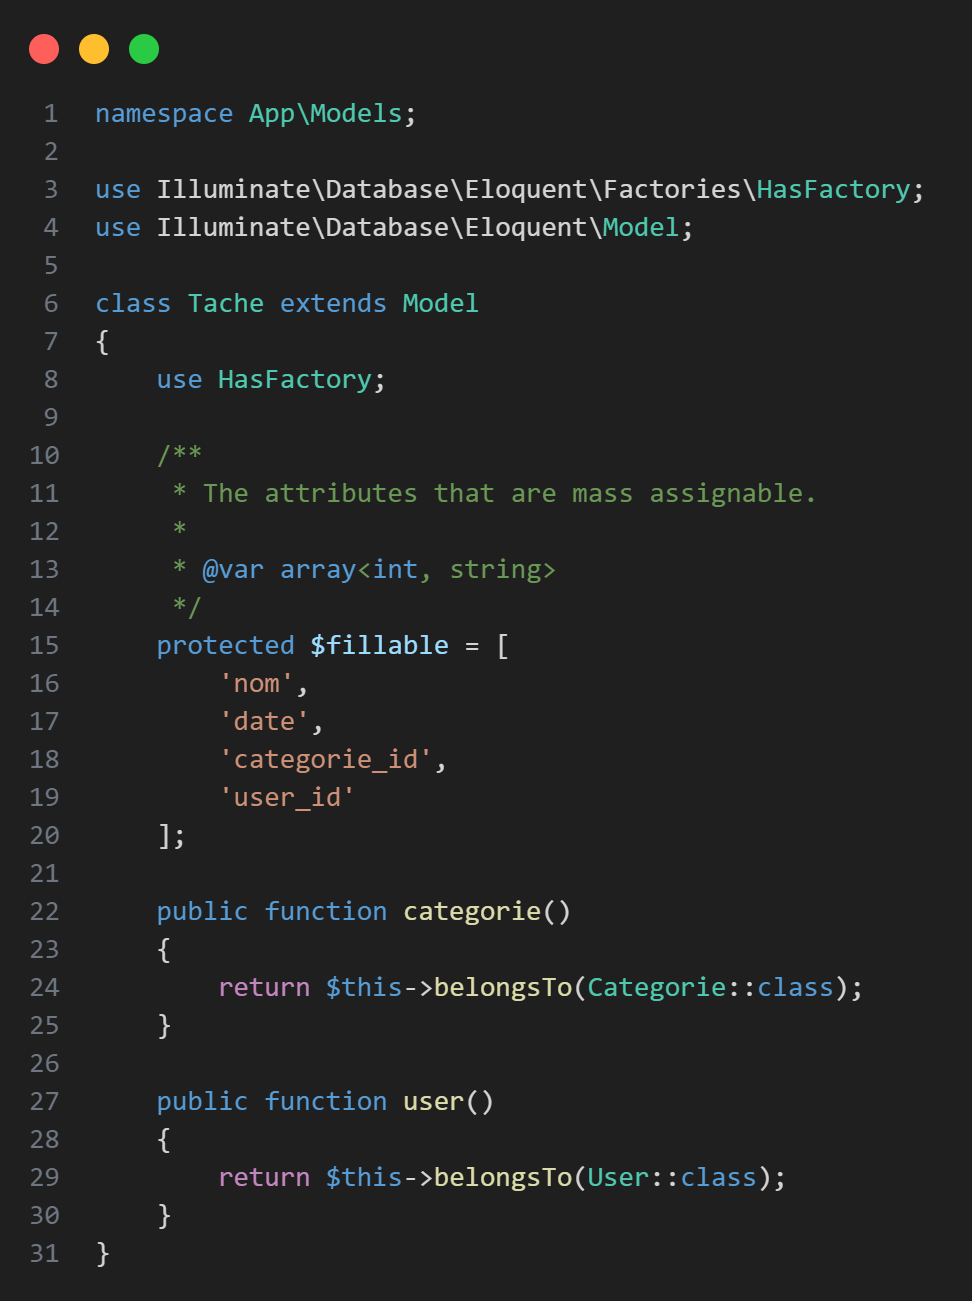 1 namespace App\Models;
2
3 use Illuminate\Database\Eloquent\Factories\HasFactory;
4 use Illuminate\Database\Eloquent\Model;
5
6 class Tache extends Model
7 {
8     use HasFactory;
9
10     /**
11      * The attributes that are mass assignable.
12      *
13      * @var array<int, string>
14      */
15     protected $fillable = [
16         'nom',
17         'date',
18         'categorie_id',
19         'user_id'
20     ];
21
22     public function categorie()
23     {
24         return $this->belongsTo(Categorie::class);
25     }
26
27     public function user()
28     {
29         return $this->belongsTo(User::class);
30     }
31 }